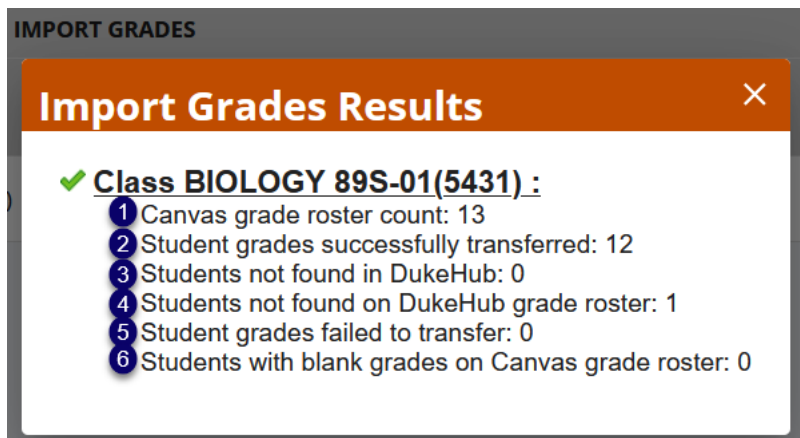 IMPORT GRADES
Import Grades Results
Class BIOLOGY 89S-01(5431) :
1 Canvas grade roster count: 13
2 Student grades successfully transferred: 12
3 Students not found in DukeHub: 0
4 Students not found on DukeHub grade roster: 1
5 Student grades failed to transfer: 0
6 Students with blank grades on Canvas grade roster: 0
)